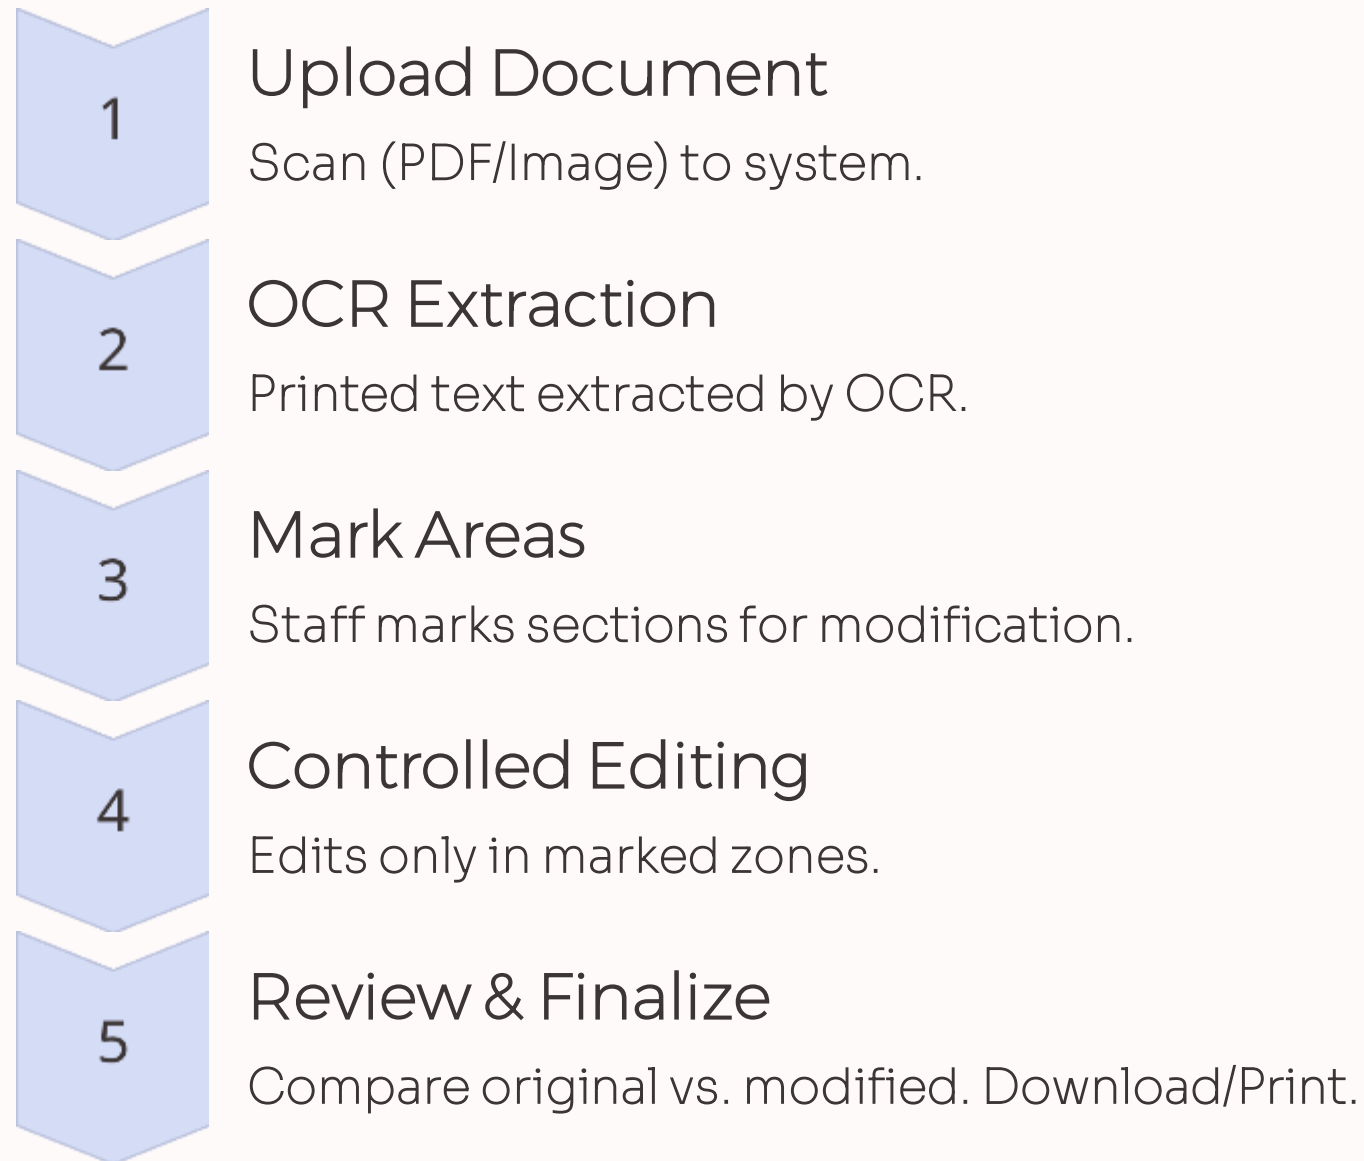 1
Upload Document
Scan (PDF/Image) to system.
2
OCR Extraction
Printed text extracted by OCR.
3
Mark Areas
Staff marks sections for modification.
4
Controlled Editing
Edits only in marked zones.
5
Review & Finalize
Compare original vs. modified. Download/Print.